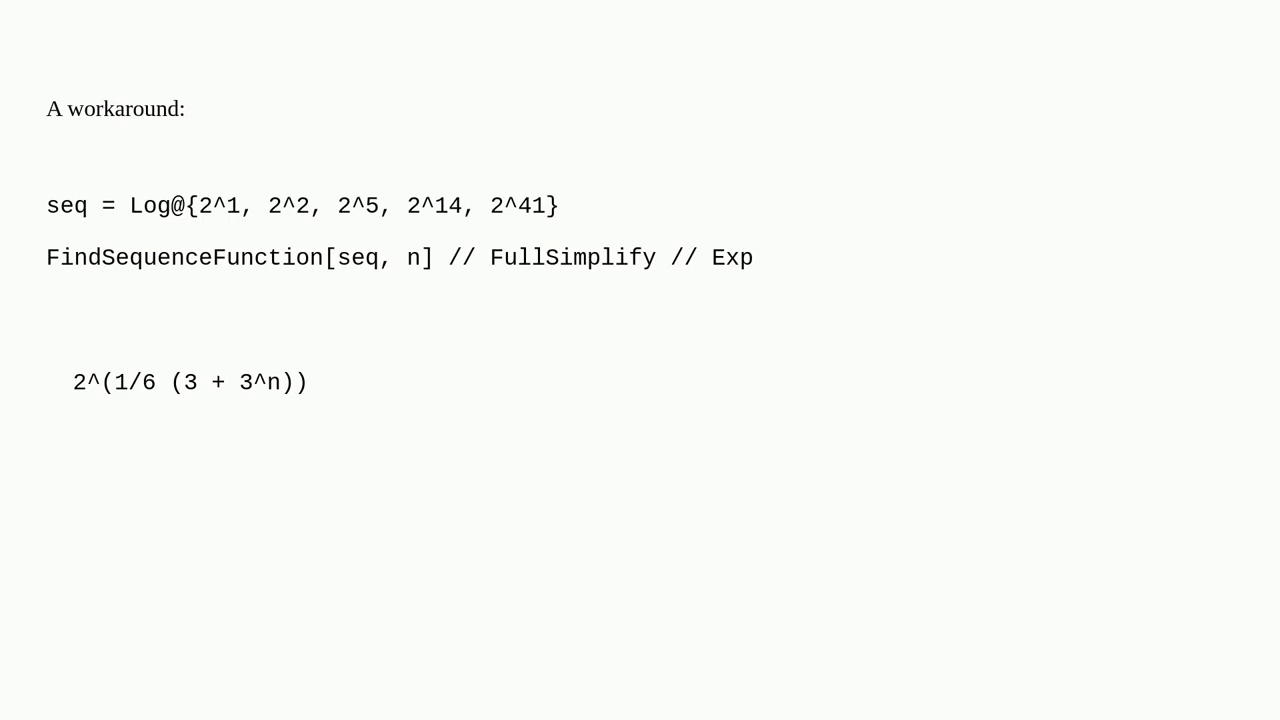 A workaround:
seq = Log@{2^1, 2^2, 2^5, 2^14, 2^41}
FindSequenceFunction[seq, n] // FullSimplify // Exp
2^(1/6 (3 + 3^n))